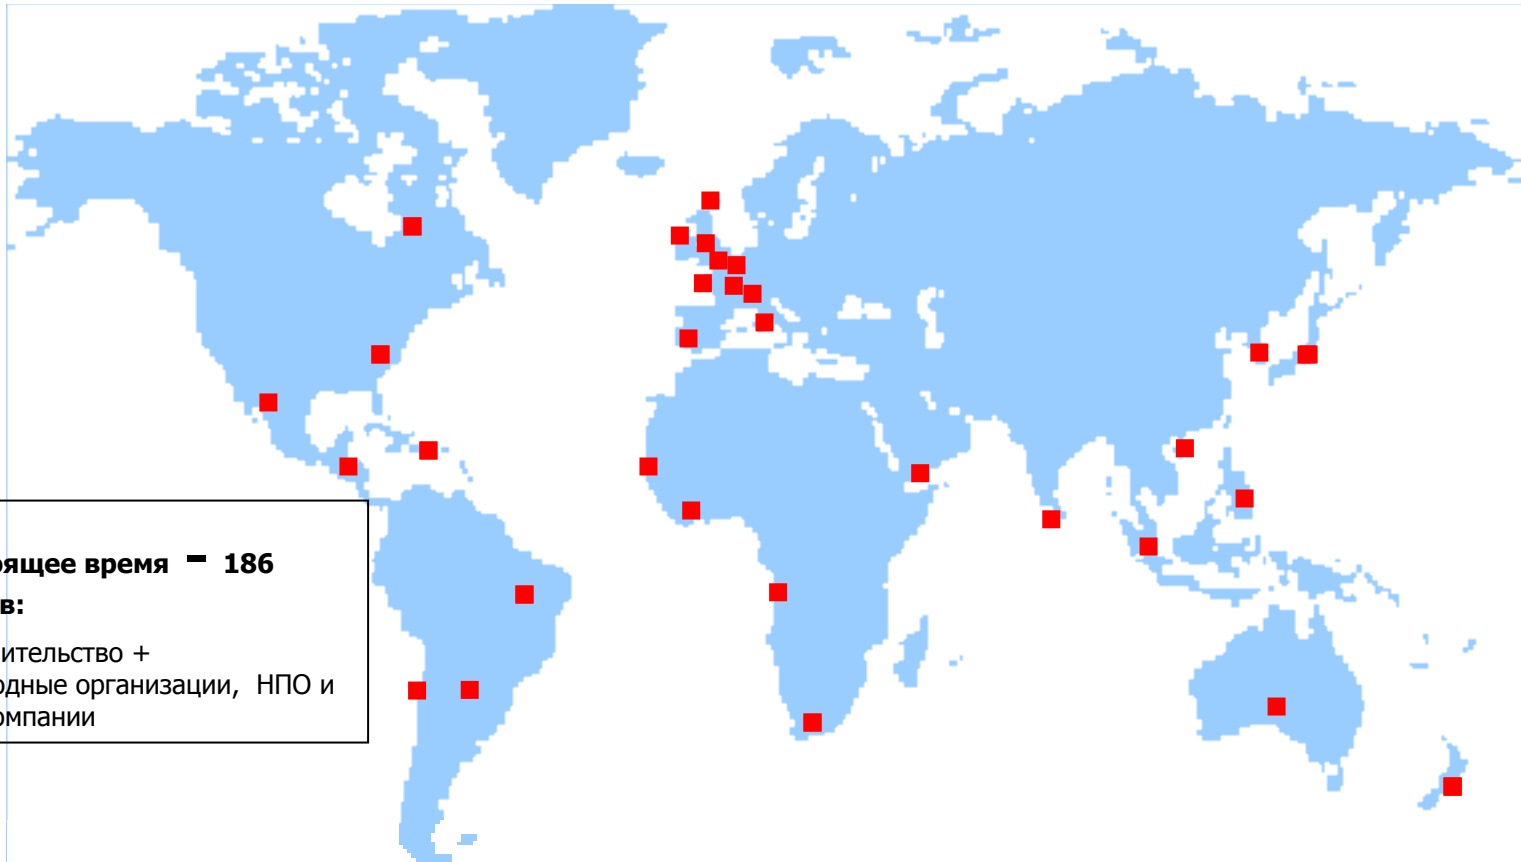 оящее время - 186
в:
ительство +
одные организации, НПО и
омпании